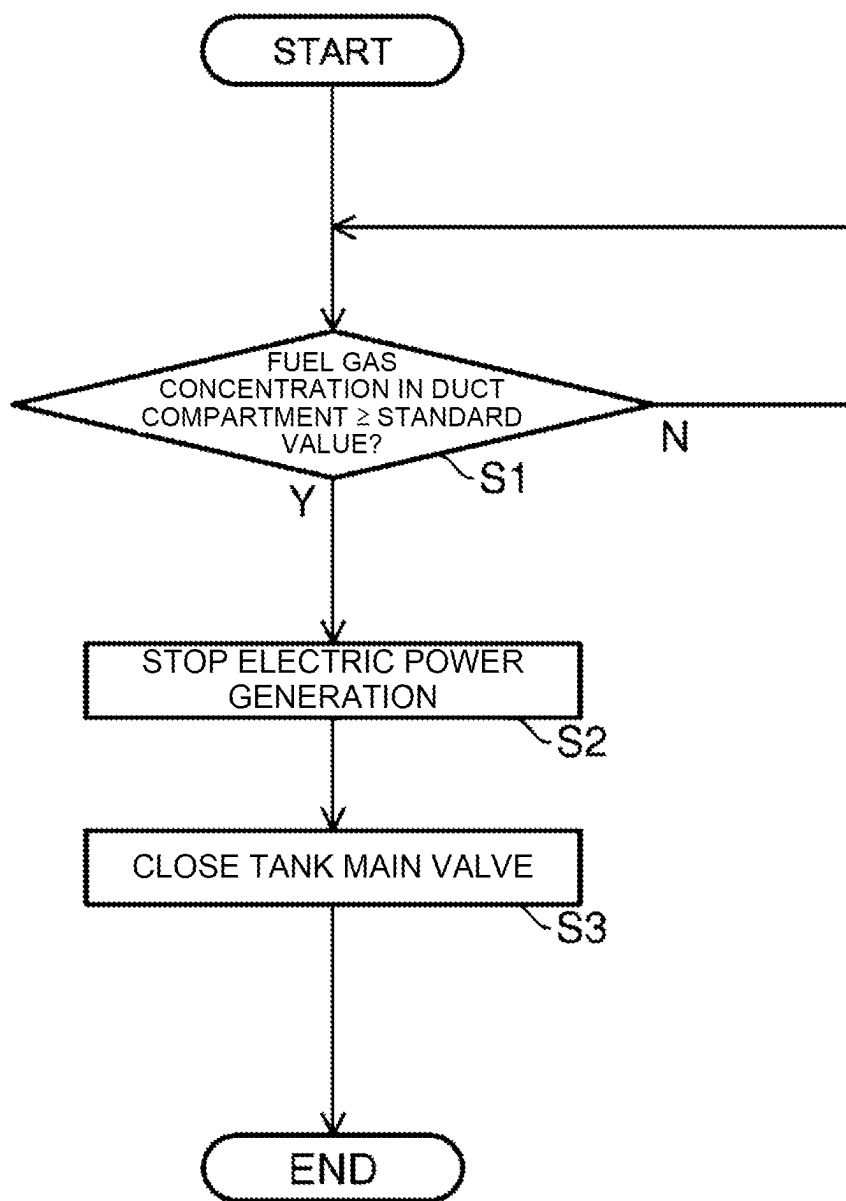 START
FUEL GAS
CONCENTRATION IN DUCT
COMPARTMENT ≥ STANDARD
VALUE?
N
S1
Y
STOP ELECTRIC POWER
GENERATION
S2
CLOSE TANK MAIN VALVE
S3
END